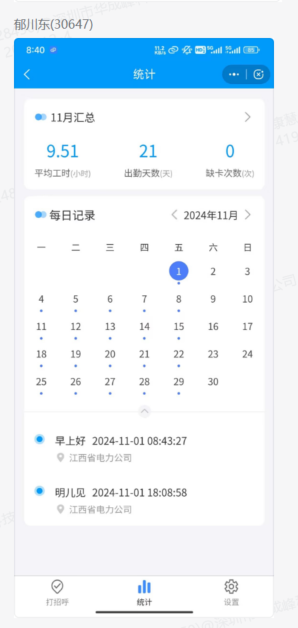 郁川东(30647)
8:40
统计
11月汇总
9.51 21 0
平均工时(小时) 出勤天数(天) 缺卡次数(次)
每日记录 2024年11月
一 二 三 四 五 六 日
1 2 3
4 5 6 7 8 9 10
11 12 13 14 15 16 17
18 19 20 21 22 23 24
25 26 27 28 29 30
早上好 2024-11-01 08:43:27
江西省电力公司
明儿见 2024-11-01 18:08:58
江西省电力公司
打招呼 统计 设置